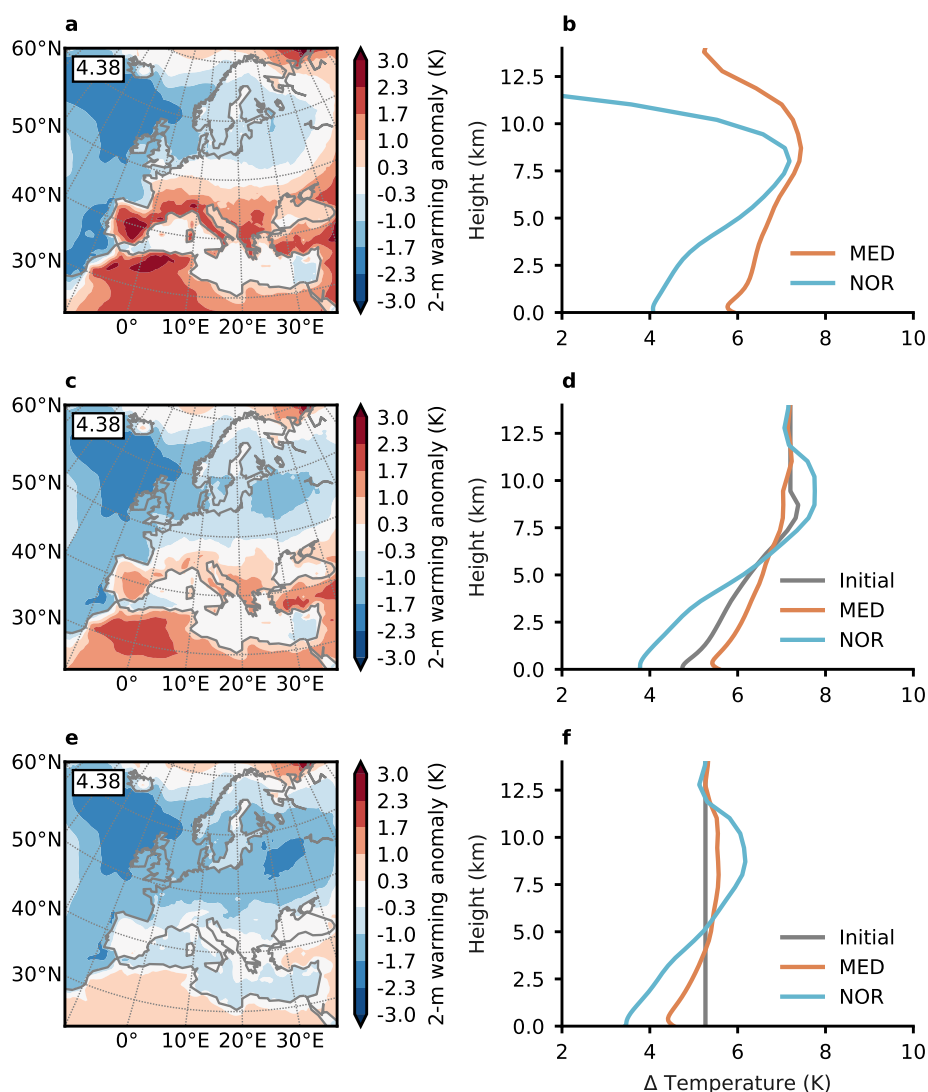 a
60°N
50°N
40°N
30°N
4.38
0° 10°E 20°E 30°E
3.0
2.3
1.7
1.0
0.3
-0.3
-1.0
-1.7
-2.3
-3.0
2-m warming anomaly (K)
b
Height (km)
12.5
10.0
7.5
5.0
2.5
0.0
MED
NOR
2 4 6 8 10
c
60°N
50°N
40°N
30°N
4.38
0° 10°E 20°E 30°E
3.0
2.3
1.7
1.0
0.3
-0.3
-1.0
-1.7
-2.3
-3.0
2-m warming anomaly (K)
d
Height (km)
12.5
10.0
7.5
5.0
2.5
0.0
Initial
MED
NOR
2 4 6 8 10
e
60°N
50°N
40°N
30°N
4.38
0° 10°E 20°E 30°E
3.0
2.3
1.7
1.0
0.3
-0.3
-1.0
-1.7
-2.3
-3.0
2-m warming anomaly (K)
f
Height (km)
12.5
10.0
7.5
5.0
2.5
0.0
Initial
MED
NOR
2 4 6 8 10
Δ Temperature (K)